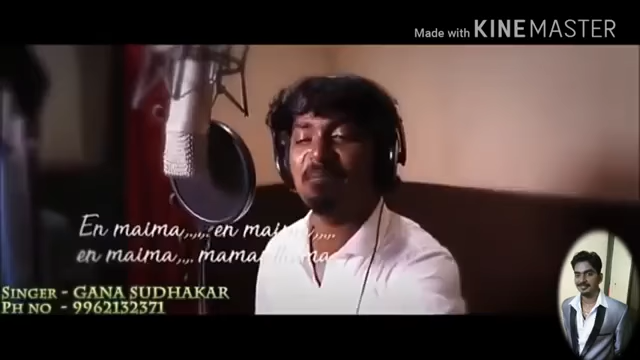 Made with KINEMASTER
En maima,,,,, en mai
en maima,,,, mama
SINGER - GANA SUDHAKAR
PH NO - 9962132371